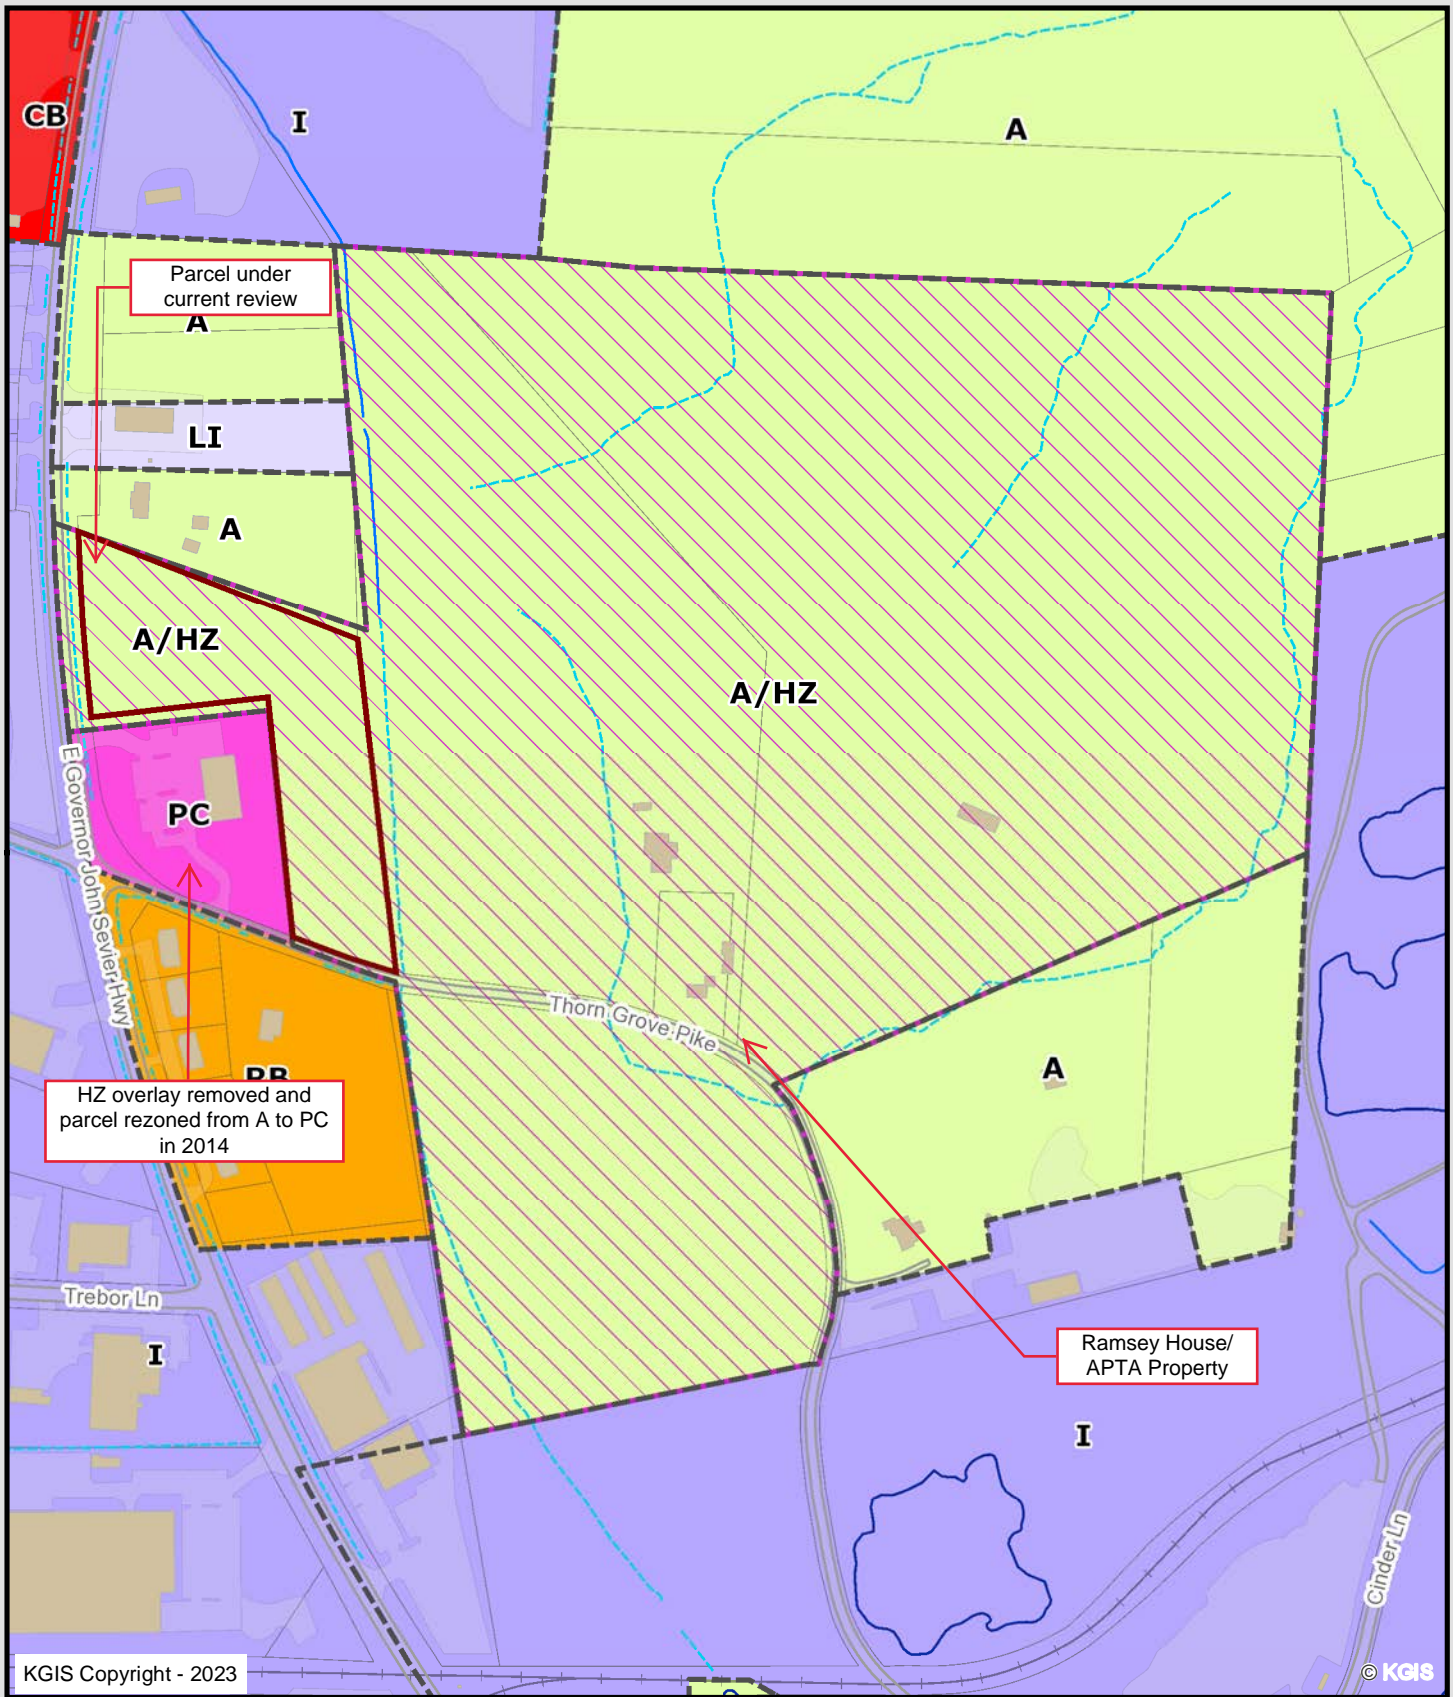 CB
I
A
Parcel under
current review
A
LI
A
A/HZ
A/HZ
PC
E Governor John Sevier Hwy
Thorn Grove Pike
A
RB
HZ overlay removed and
parcel rezoned from A to PC
in 2014
Trebor Ln
I
Ramsey House/
APTA Property
I
Cinder Ln
KGIS Copyright - 2023
© KGIS